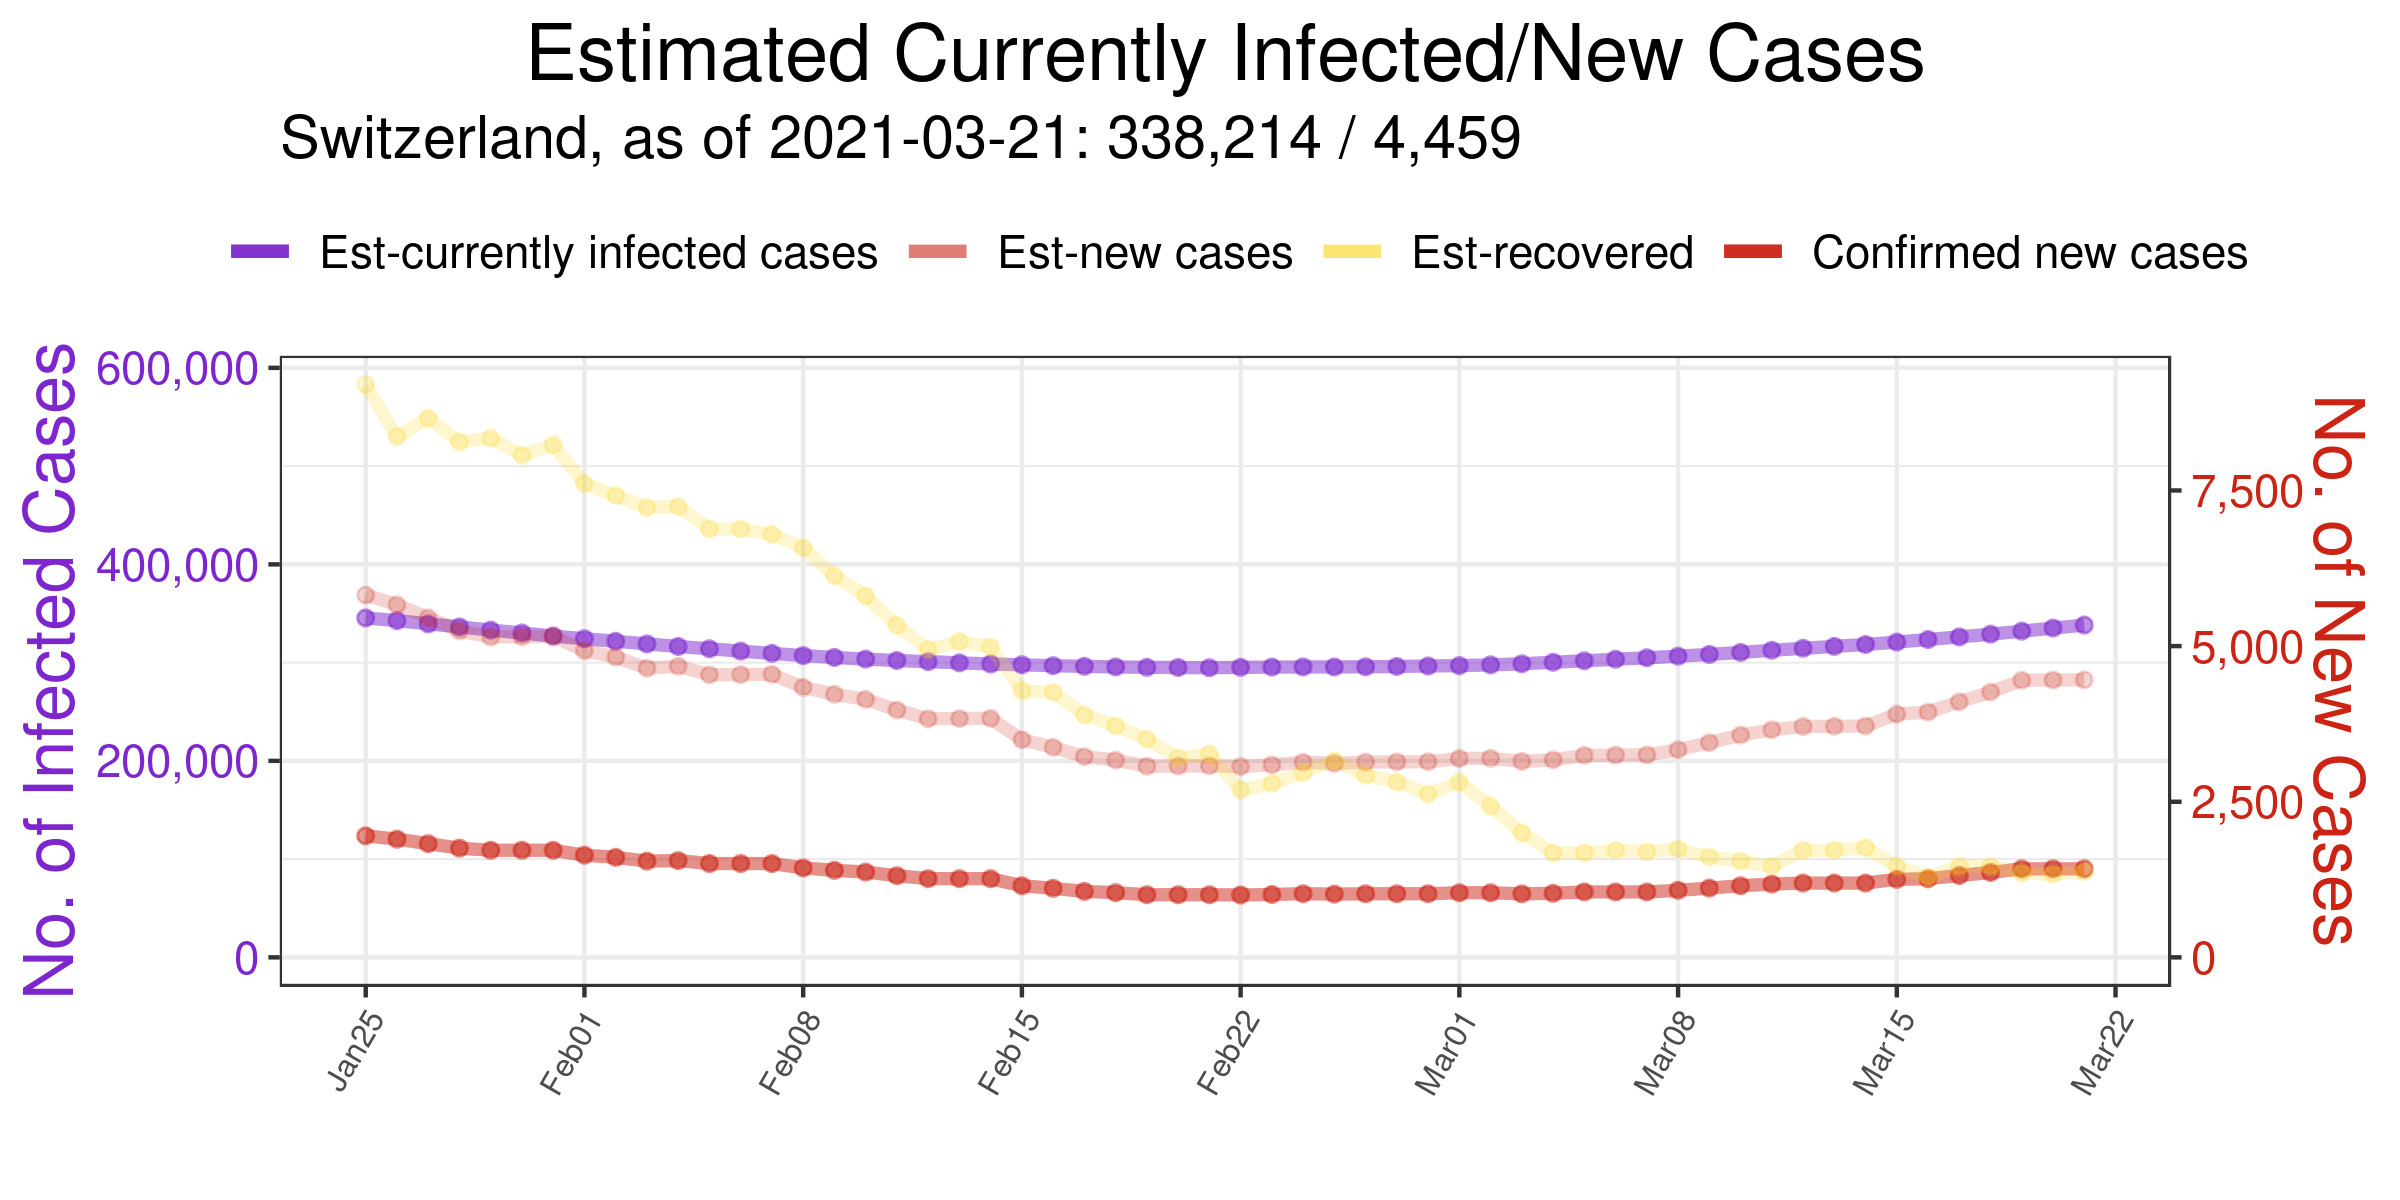 Estimated Currently Infected/New Cases
Switzerland, as of 2021-03-21: 338,214 / 4,459
Est-currently infected cases Est-new cases Est-recovered Confirmed new cases
No. of Infected Cases
600,000
400,000
200,000
0
7,500
5,000
2,500
0
No. of New Cases
Jan25 Feb01 Feb08 Feb15 Feb22 Mar01 Mar08 Mar15 Mar22